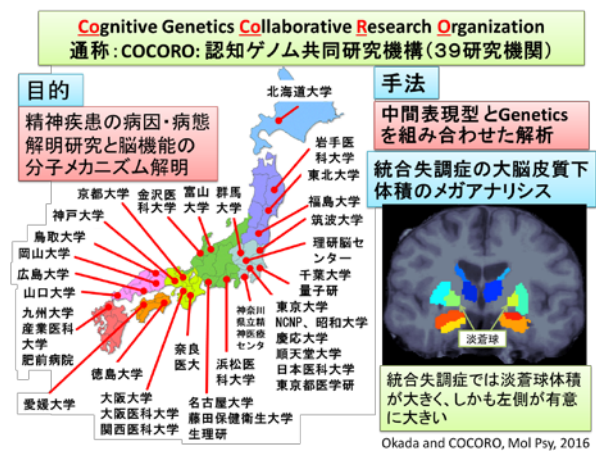 Cognitive Genetics Collaborative Research Organization
通称：COCORO: 認知ゲノム共同研究機構（３９研究機関）
目的
精神疾患の病因・病態
解明研究と脳機能の
分子メカニズム解明
手法
中間表現型とGenetics
を組み合わせた解析
統合失調症の大脳皮質下
体積のメガアナリシス
北海道大学
岩手医
科大学
東北大学
福島大学
筑波大学
理研脳セ
ンター
千葉大学
量子研
東京大学
NCNP、昭和大学
慶応大学
順天堂大学
日本医科大学
東京都医学研
京都大学
金沢医
科大学
富山
大学
群馬
大学
神戸大学
鳥取大学
岡山大学
広島大学
山口大学
九州大学
産業医科
大学
肥前病院
愛媛大学
徳島大学
大阪大学
大阪医科大学
関西医科大学
奈良
医大
名古屋大学
藤田保健衛生大学
生理研
浜松医
科大学
神奈川
県立精
神医療
センタ
淡蒼球
統合失調症では淡蒼球体積
が大きく、しかも左側が有意
に大きい
Okada and COCORO, Mol Psy, 2016